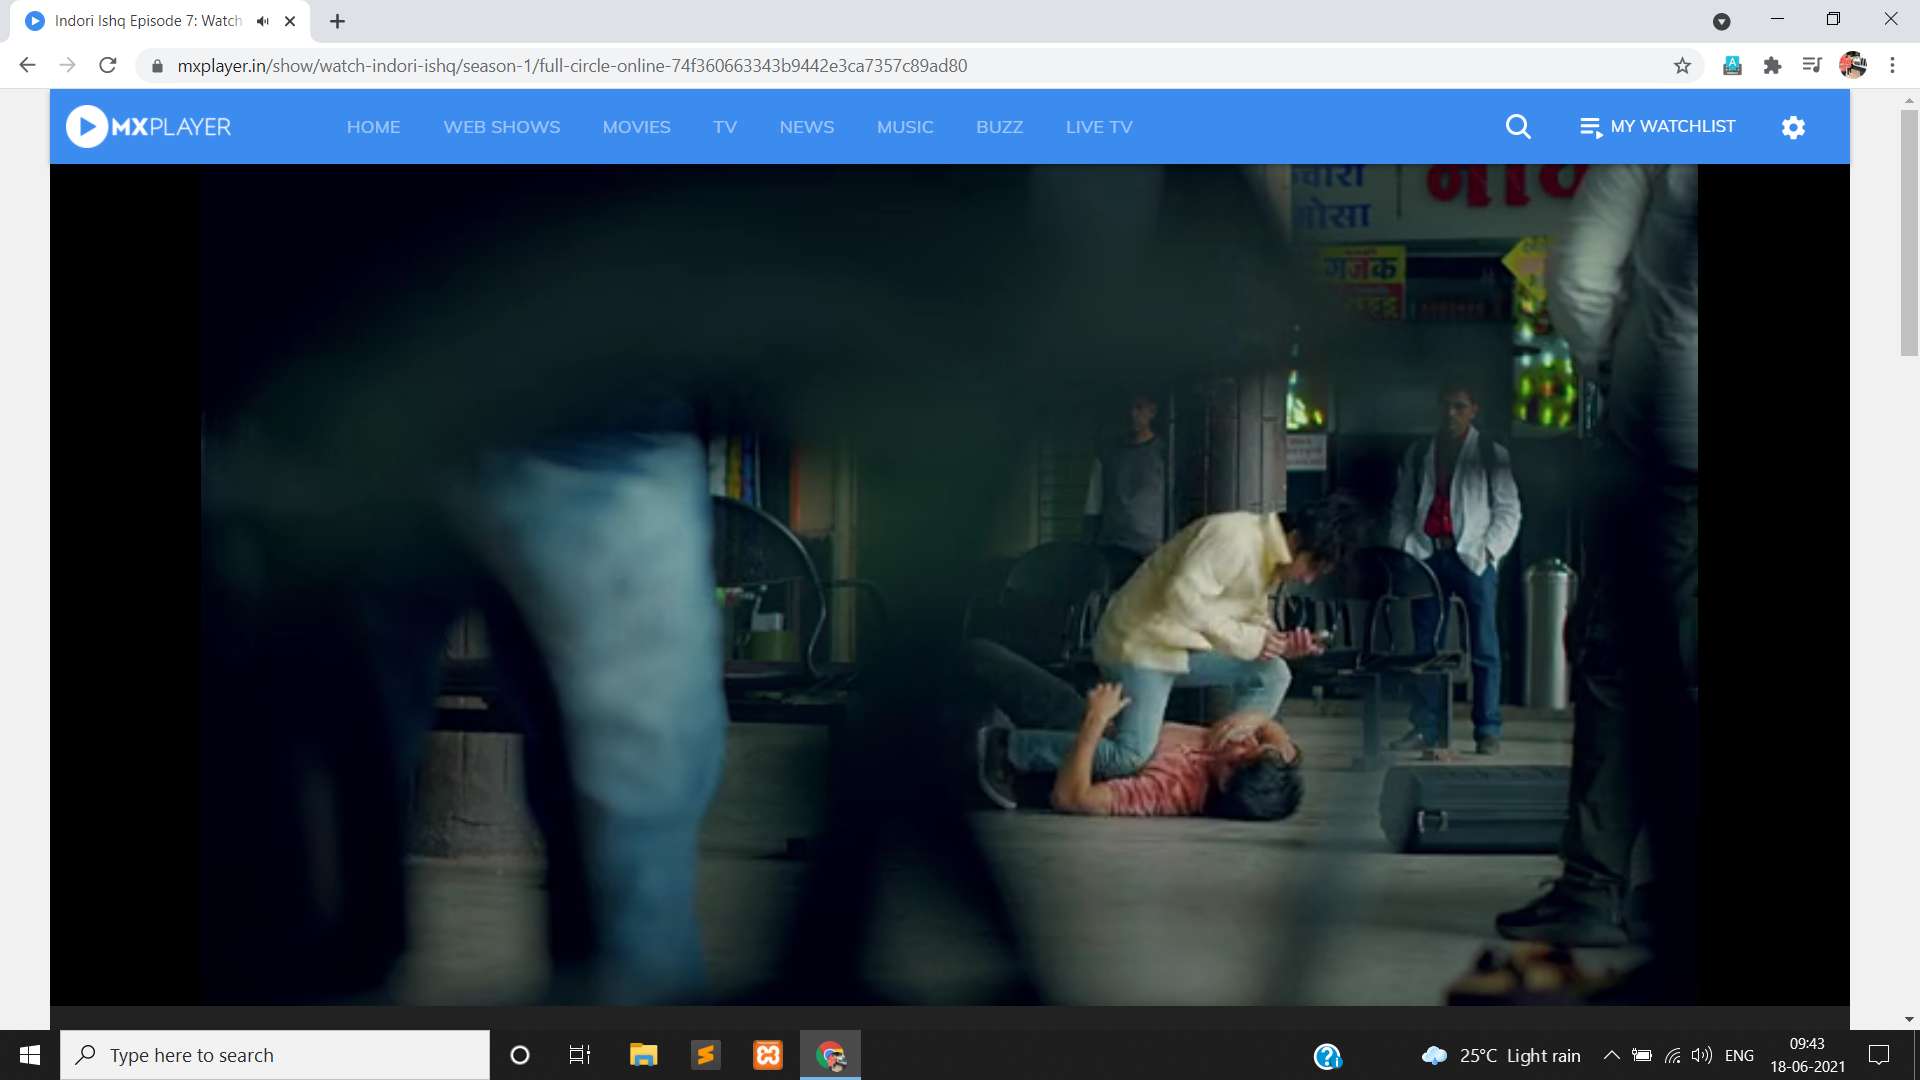 Indori Ishq Episode 7: Watch
mxplayer.in/show/watch-indori-ishq/season-1/full-circle-online-74f360663343b9442e3ca7357c89ad80
MXPLAYER
HOME
WEB SHOWS
MOVIES
TV
NEWS
MUSIC
BUZZ
LIVE TV
MY WATCHLIST
गजक
Type here to search
25°C Light rain
ENG
09:43
18-06-2021